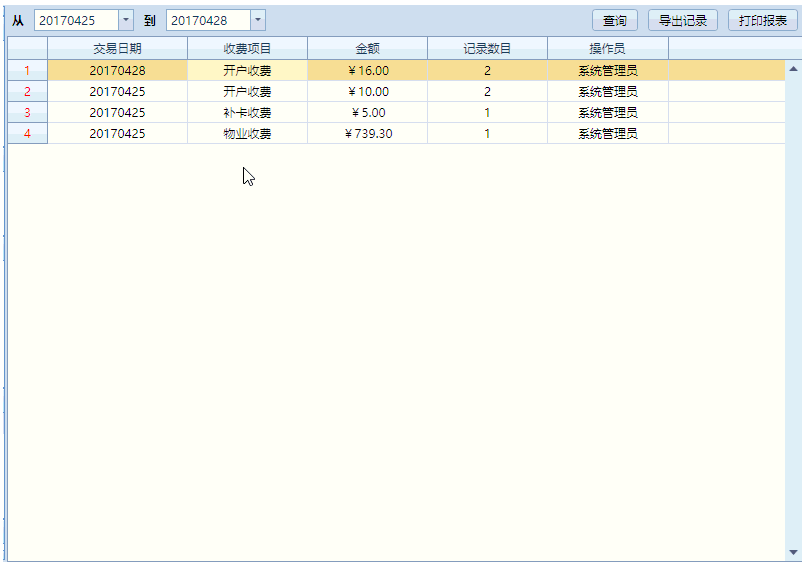 从 20170425 到 20170428 查询 导出记录 打印报表
交易日期 收费项目 金额 记录数目 操作员
1 20170428 开户收费 ￥16.00 2 系统管理员
2 20170425 开户收费 ￥10.00 2 系统管理员
3 20170425 补卡收费 ￥5.00 1 系统管理员
4 20170425 物业收费 ￥739.30 1 系统管理员